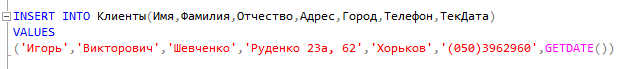 INSERT INTO Клиенты(Имя,Фамилия,Отчество,Адрес,Город,Телефон,ТекДата)
VALUES
('Игорь','Викторович','Шевченко','Руденко 23а, 62','Хорьков','(050)3962960',GETDATE())